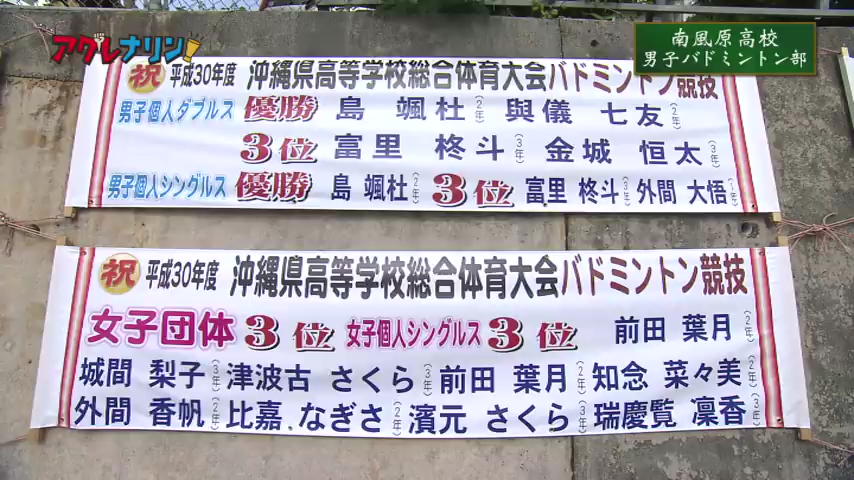 アゲナリン!
南風原高校
男子バドミントン部
祝 平成30年度 沖縄県高等学校総合体育大会バドミントン競技
男子個人ダブルス 優勝 島 颯杜(2年) 與儀 七友(2年)
3位 富里 柊斗(3年) 金城 恒太(3年)
男子個人シングルス 優勝 島 颯杜(2年) 3位 富里 柊斗(3年) 外間 大悟(1年)
祝 平成30年度 沖縄県高等学校総合体育大会バドミントン競技
女子団体 3位 女子個人シングルス 3位 前田 葉月(2年)
城間 梨子(3年) 津波古 さくら(3年) 前田 葉月(2年) 知念 菜々美(2年)
外間 香帆(2年) 比嘉 なぎさ(2年) 濱元 さくら(3年) 瑞慶覧 凜香(3年)